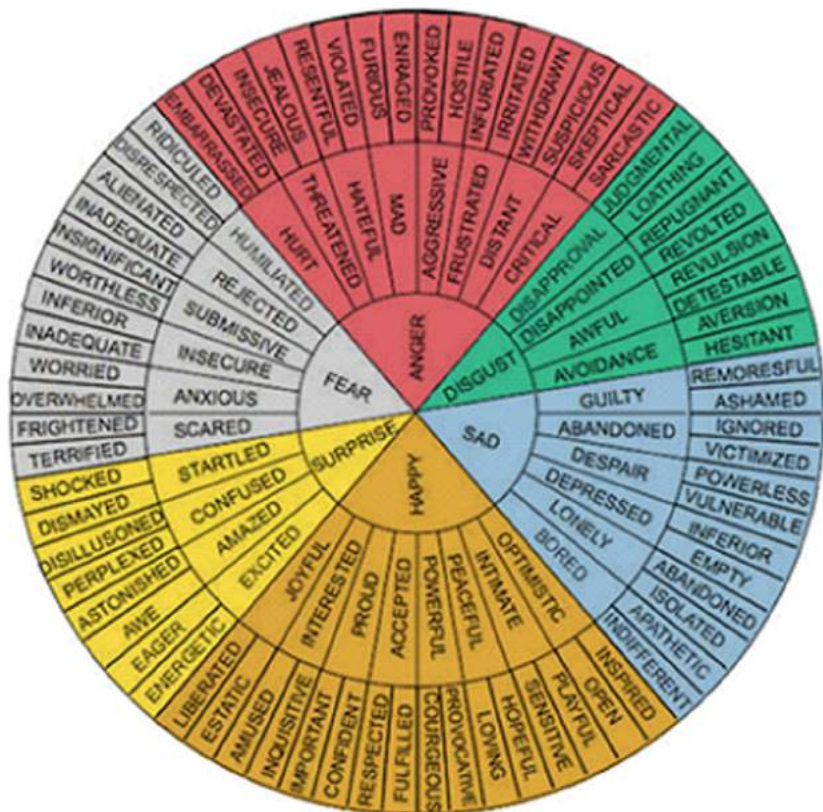 ANGER
HURT
THREATENED
HATEFUL
MAD
AGGRESSIVE
FRUSTRATED
DISTANT
CRITICAL
EMBARRASSED
DEVASTATED
INSECURE
JEALOUS
RESENTFUL
VIOLATED
FURIOUS
ENRAGED
PROVOKED
HOSTILE
INFURIATED
IRRITATED
WITHDRAWN
SUSPICIOUS
SKEPTICAL
SARCASTIC
DISGUST
DISAPPROVAL
DISAPPOINTED
AWFUL
AVOIDANCE
JUDGMENTAL
LOATHING
REPUGNANT
REVOLTED
REVULSION
DETESTABLE
AVERSION
HESITANT
SAD
GUILTY
ABANDONED
DESPAIR
DEPRESSED
LONELY
BORED
REMORESFUL
ASHAMED
IGNORED
VICTIMIZED
POWERLESS
VULNERABLE
INFERIOR
EMPTY
ABANDONED
ISOLATED
APATHETIC
INDIFFERENT
HAPPY
OPTIMISTIC
INTIMATE
PEACEFUL
POWERFUL
ACCEPTED
PROUD
INTERESTED
JOYFUL
INSPIRED
OPEN
PLAYFUL
SENSITIVE
HOPEFUL
LOVING
PROVOCATIVE
COURGEOUS
FULFILLED
RESPECTED
CONFIDENT
IMPORTANT
INQUISITIVE
AMUSED
ESTATIC
LIBERATED
SURPRISE
EXCITED
AMAZED
CONFUSED
STARTLED
ENERGETIC
EAGER
AWE
ASTONISHED
PERPLEXED
DISILLUSONED
DISMAYED
SHOCKED
FEAR
SCARED
ANXIOUS
INSECURE
SUBMISSIVE
REJECTED
HUMILIATED
TERRIFIED
FRIGHTENED
OVERWHELMED
WORRIED
INADEQUATE
INFERIOR
WORTHLESS
INSIGNIFICANT
INADEQUATE
ALIENATED
DISRESPECTED
RIDICULED